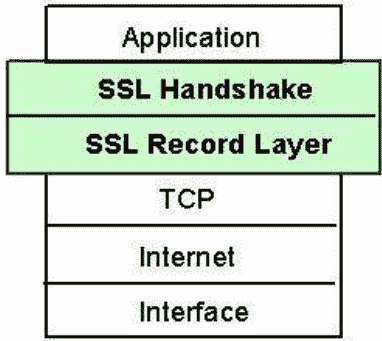 Application
SSL Handshake
SSL Record Layer
TCP
Internet
Interface